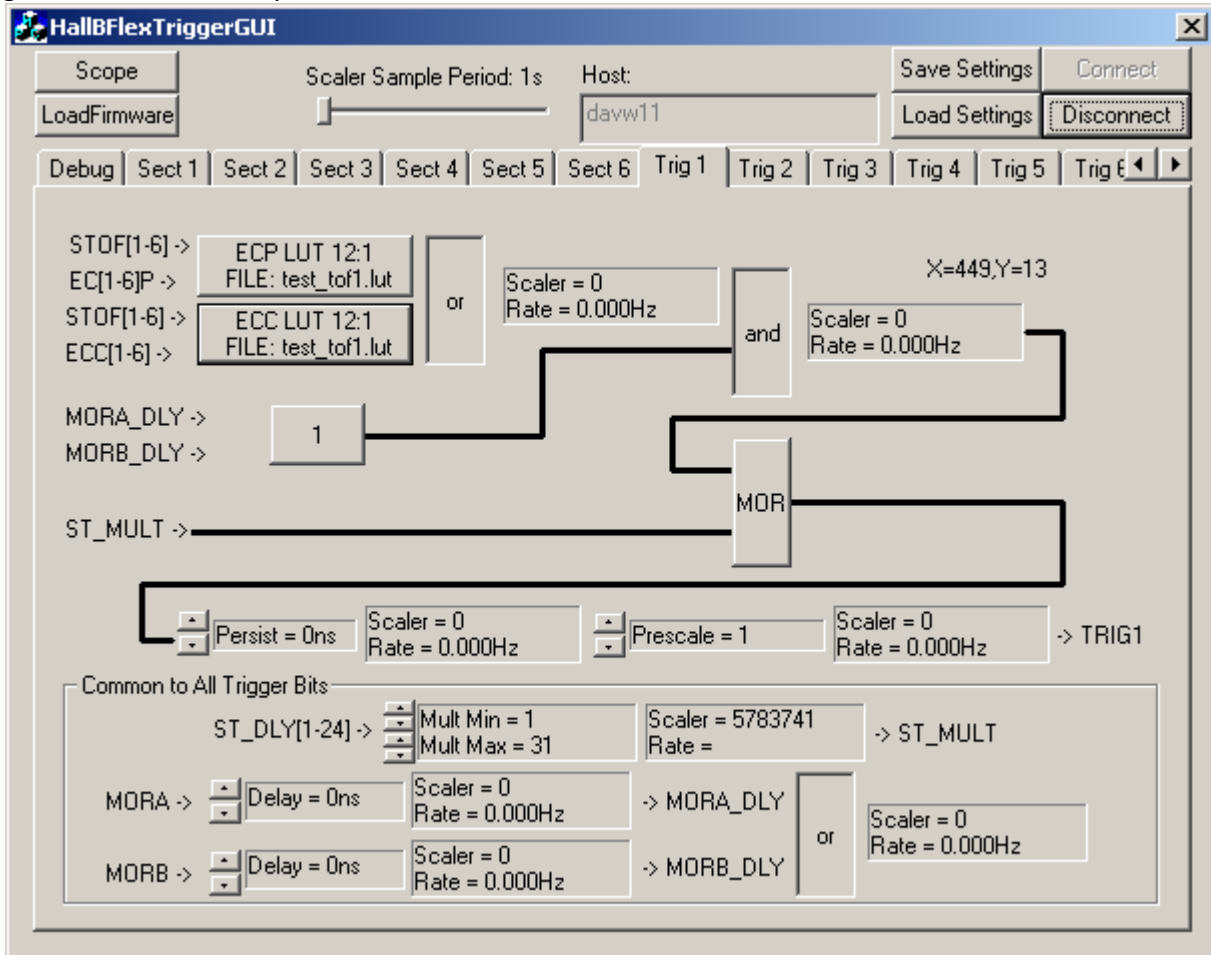 HallBFlexTriggerGUI
Scope
Scaler Sample Period: 1s
Host:
Save Settings
Connect
LoadFirmware
davw11
Load Settings
Disconnect
Debug Sect 1 Sect 2 Sect 3 Sect 4 Sect 5 Sect 6 Trig 1 Trig 2 Trig 3 Trig 4 Trig 5 Trig 6
STOF[1-6] ->
EC[1-6]P ->
STOF[1-6] ->
ECC[1-6] ->
ECP LUT 12:1
FILE: test_tof1.lut
ECC LUT 12:1
FILE: test_tof1.lut
or
Scaler = 0
Rate = 0.000Hz
and
X=449,Y=13
Scaler = 0
Rate = 0.000Hz
MORA_DLY ->
MORB_DLY ->
1
MOR
ST_MULT ->
Persist = 0ns
Scaler = 0
Rate = 0.000Hz
Prescale = 1
Scaler = 0
Rate = 0.000Hz
-> TRIG1
Common to All Trigger Bits
ST_DLY[1-24] ->
Mult Min = 1
Mult Max = 31
Scaler = 5783741
Rate =
-> ST_MULT
MORA ->
Delay = 0ns
Scaler = 0
Rate = 0.000Hz
-> MORA_DLY
MORB ->
Delay = 0ns
Scaler = 0
Rate = 0.000Hz
-> MORB_DLY
or
Scaler = 0
Rate = 0.000Hz